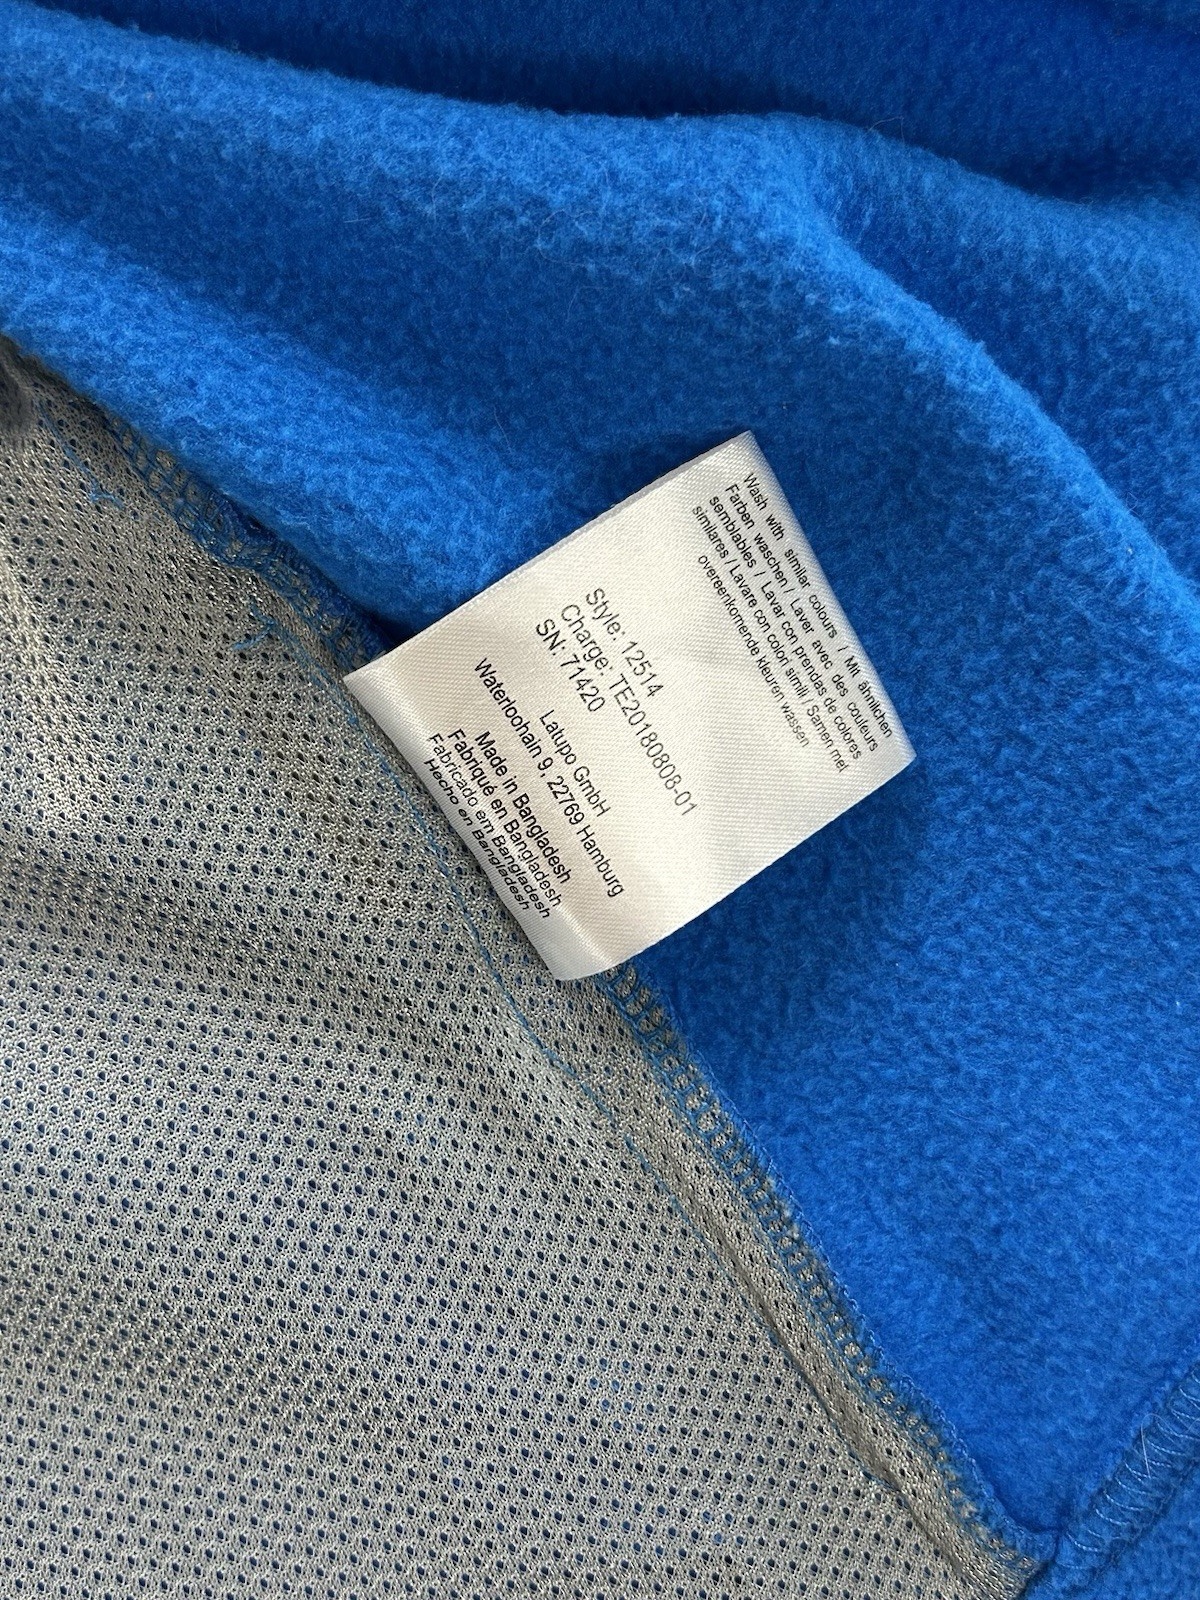 Wash with similar colours / Mit ähnlichen
Farben waschen / Laver avec des couleurs
semblables / Lavar con prendas de colores
similares / Lavare con colori simili / Samen met
overeenkomende kleuren wassen
Style: 12514
Charge: TE20180808-01
SN: 71420
Latupo GmbH
Waterloohain 9, 22769 Hamburg
Made in Bangladesh
Fabriqué en Bangladesh
Fabricado em Bangladesh
Hecho en Bangladesh